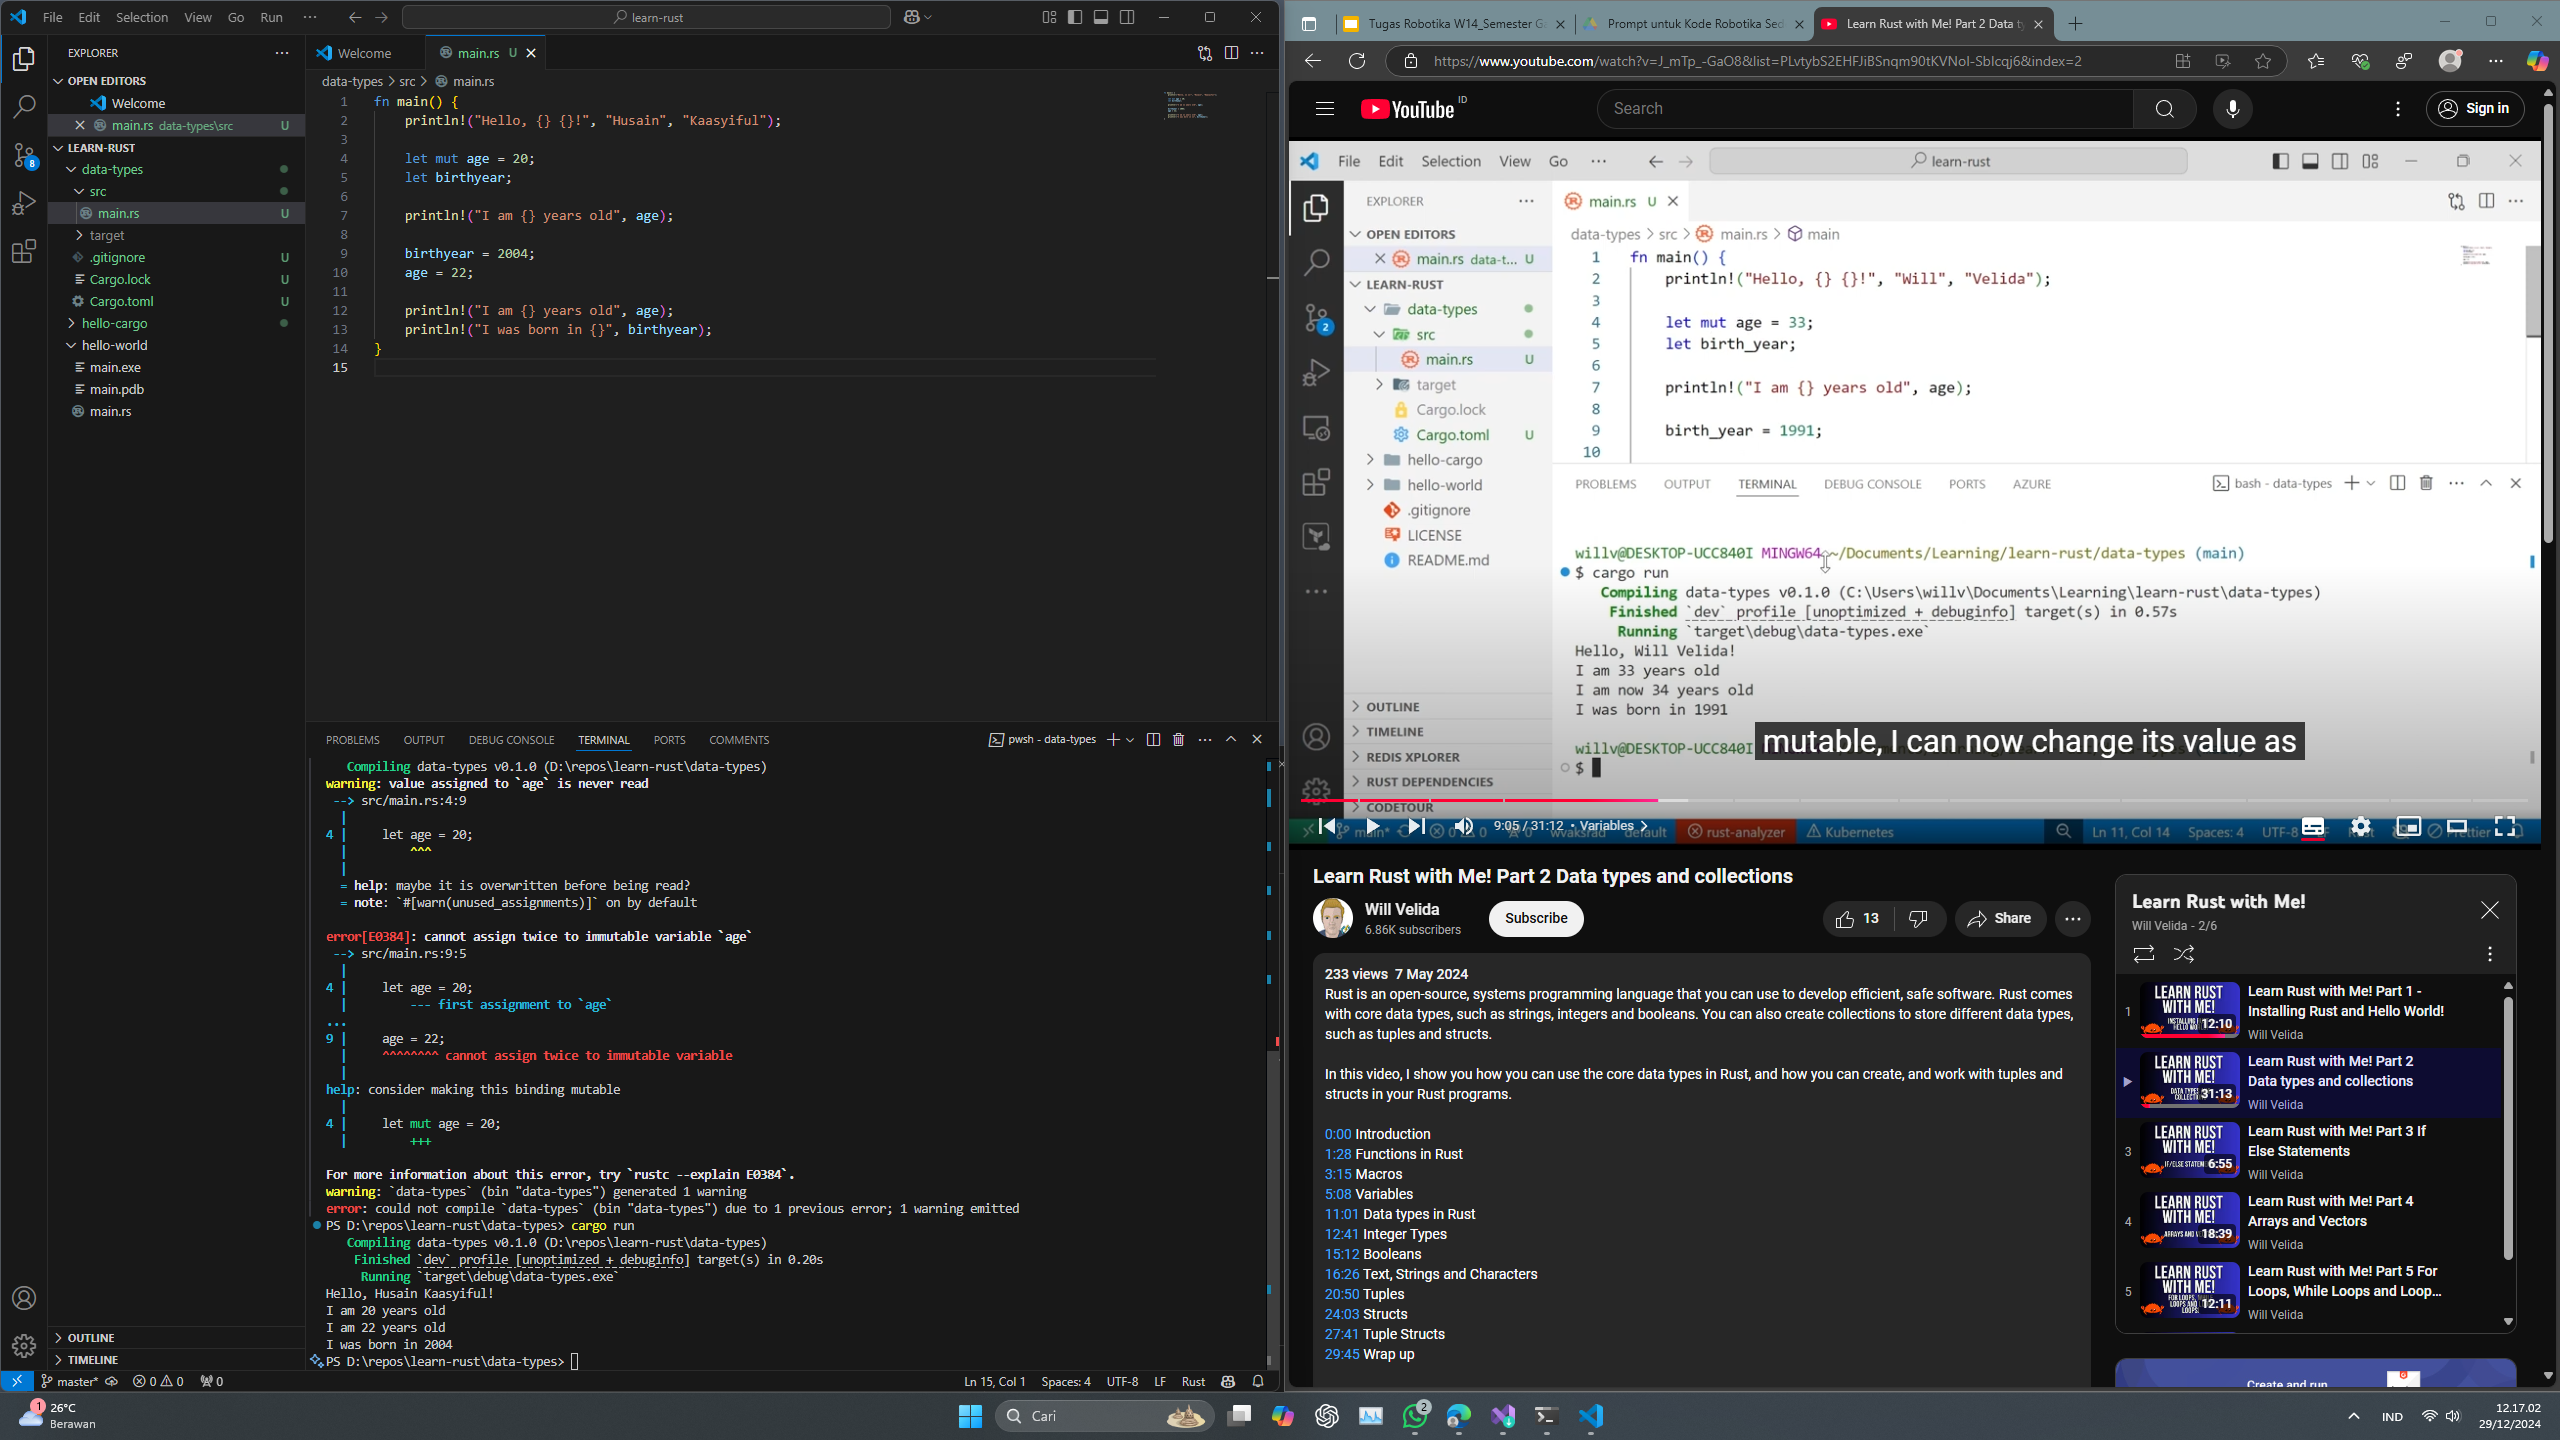 File Edit Selection View Go Run ··· learn-rust
EXPLORER
OPEN EDITORS
Welcome
main.rs data-types\src U
LEARN-RUST
data-types
src
main.rs U
target
.gitignore U
Cargo.lock U
Cargo.toml U
hello-cargo
hello-world
main.exe
main.pdb
main.rs
OUTLINE
TIMELINE
8
Welcome main.rs U
data-types > src > main.rs
1 fn main() {
2 println!("Hello, {} {}!", "Husain", "Kaasyiful");
3
4 let mut age = 20;
5 let birthyear;
6
7 println!("I am {} years old", age);
8
9 birthyear = 2004;
10 age = 22;
11
12 println!("I am {} years old", age);
13 println!("I was born in {}", birthyear);
14 }
15
PROBLEMS OUTPUT DEBUG CONSOLE TERMINAL PORTS COMMENTS pwsh - data-types
Compiling data-types v0.1.0 (D:\repos\learn-rust\data-types)
warning: value assigned to `age` is never read
--> src/main.rs:4:9
|
4 | let age = 20;
| ^^^
|
= help: maybe it is overwritten before being read?
= note: `#[warn(unused_assignments)]` on by default
error[E0384]: cannot assign twice to immutable variable `age`
--> src/main.rs:9:5
|
4 | let age = 20;
| --- first assignment to `age`
...
9 | age = 22;
| ^^^^^^^^ cannot assign twice to immutable variable
|
help: consider making this binding mutable
|
4 | let mut age = 20;
| +++
For more information about this error, try `rustc --explain E0384`.
warning: `data-types` (bin "data-types") generated 1 warning
error: could not compile `data-types` (bin "data-types") due to 1 previous error; 1 warning emitted
PS D:\repos\learn-rust\data-types> cargo run
Compiling data-types v0.1.0 (D:\repos\learn-rust\data-types)
Finished `dev` profile [unoptimized + debuginfo] target(s) in 0.20s
Running `target\debug\data-types.exe`
Hello, Husain Kaasyiful!
I am 20 years old
I am 22 years old
I was born in 2004
PS D:\repos\learn-rust\data-types>
master* 0 0 0 Ln 15, Col 1 Spaces: 4 UTF-8 LF Rust
Tugas Robotika W14_Semester G Prompt untuk Kode Robotika Sed Learn Rust with Me! Part 2 Data ty
https://www.youtube.com/watch?v=J_mTp_-GaO8&list=PLvtybS2EHFJiBSnqm90tKVNol-Sblcqj6&index=2
YouTube ID Search Sign in
File Edit Selection View Go ··· learn-rust
EXPLORER
OPEN EDITORS
main.rs data-t... U
LEARN-RUST
data-types
src
main.rs U
target
Cargo.lock
Cargo.toml U
hello-cargo
hello-world
.gitignore
LICENSE
README.md
OUTLINE
TIMELINE
REDIS XPLORER
RUST DEPENDENCIES
CODETOUR
2
main.rs U
data-types > src > main.rs > main
1 fn main() {
2 println!("Hello, {} {}!", "Will", "Velida");
3
4 let mut age = 33;
5 let birth_year;
6
7 println!("I am {} years old", age);
8
9 birth_year = 1991;
10
PROBLEMS OUTPUT TERMINAL DEBUG CONSOLE PORTS AZURE bash - data-types
willv@DESKTOP-UCC840I MINGW64 ~/Documents/Learning/learn-rust/data-types (main)
$ cargo run
Compiling data-types v0.1.0 (C:\Users\willv\Documents\Learning\learn-rust\data-types)
Finished `dev` profile [unoptimized + debuginfo] target(s) in 0.57s
Running `target\debug\data-types.exe`
Hello, Will Velida!
I am 33 years old
I am now 34 years old
I was born in 1991
willv@DESKTOP-UCC840I
$
mutable, I can now change its value as
9:05 / 31:12 • Variables
main* default rust-analyzer Kubernetes Ln 11, Col 14 Spaces: 4 UTF-8 Prettier
Learn Rust with Me! Part 2 Data types and collections
Will Velida
6.86K subscribers
Subscribe
13 Share
233 views 7 May 2024
Rust is an open-source, systems programming language that you can use to develop efficient, safe software. Rust comes
with core data types, such as strings, integers and booleans. You can also create collections to store different data types,
such as tuples and structs.
In this video, I show you how you can use the core data types in Rust, and how you can create, and work with tuples and
structs in your Rust programs.
0:00 Introduction
1:28 Functions in Rust
3:15 Macros
5:08 Variables
11:01 Data types in Rust
12:41 Integer Types
15:12 Booleans
16:26 Text, Strings and Characters
20:50 Tuples
24:03 Structs
27:41 Tuple Structs
29:45 Wrap up
Learn Rust with Me!
Will Velida - 2/6
1 LEARN RUST WITH ME! 12:10
Learn Rust with Me! Part 1 -
Installing Rust and Hello World!
Will Velida
LEARN RUST WITH ME! 31:13
Learn Rust with Me! Part 2
Data types and collections
Will Velida
3 LEARN RUST WITH ME! 6:55
Learn Rust with Me! Part 3 If
Else Statements
Will Velida
4 LEARN RUST WITH ME! 18:39
Learn Rust with Me! Part 4
Arrays and Vectors
Will Velida
5 LEARN RUST WITH ME! 12:11
Learn Rust with Me! Part 5 For
Loops, While Loops and Loop...
Will Velida
Create and run
1 26°C
Berawan
Cari
2
IND
12.17.02
29/12/2024